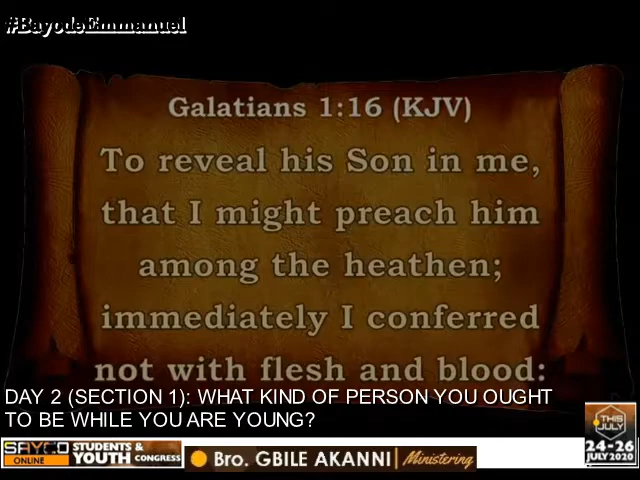 #BayodeEmmanuel
Galatians 1:16 (KJV)
To reveal his Son in me,
that I might preach him
among the heathen;
immediately I conferred
not with flesh and blood:
DAY 2 (SECTION 1): WHAT KIND OF PERSON YOU OUGHT
TO BE WHILE YOU ARE YOUNG?
SAYCO ONLINE
STUDENTS &
YOUTH CONGRESS
Bro. GBILE AKANNI Ministering
THIS
JULY
24-26
JULY 2020